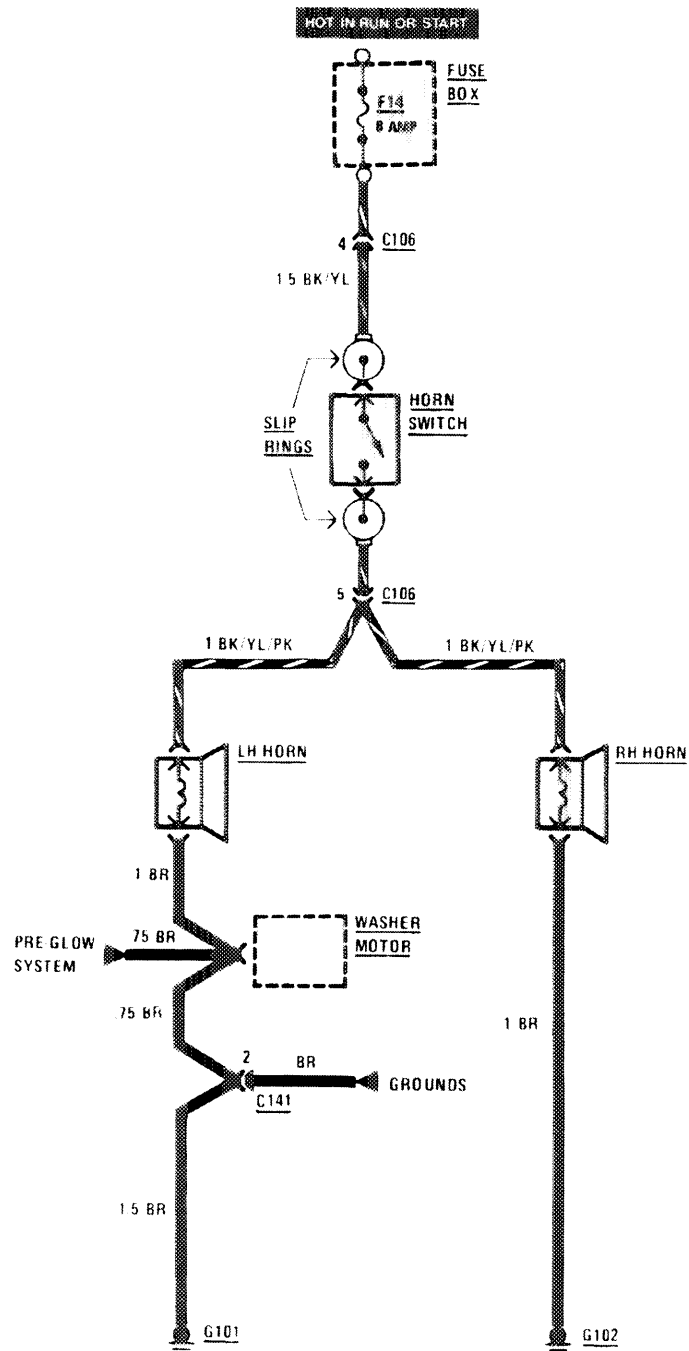 HOT IN RUN OR START
FUSE
BOX
F14
8 AMP
4 C106
1.5 BK/YL
SLIP
RINGS
HORN
SWITCH
5 C106
1 BK/YL/PK
1 BK/YL/PK
LH HORN
RH HORN
1 BR
PRE-GLOW
SYSTEM
.75 BR
WASHER
MOTOR
.75 BR
1 BR
2
BR
GROUNDS
C141
1.5 BR
G101
G102